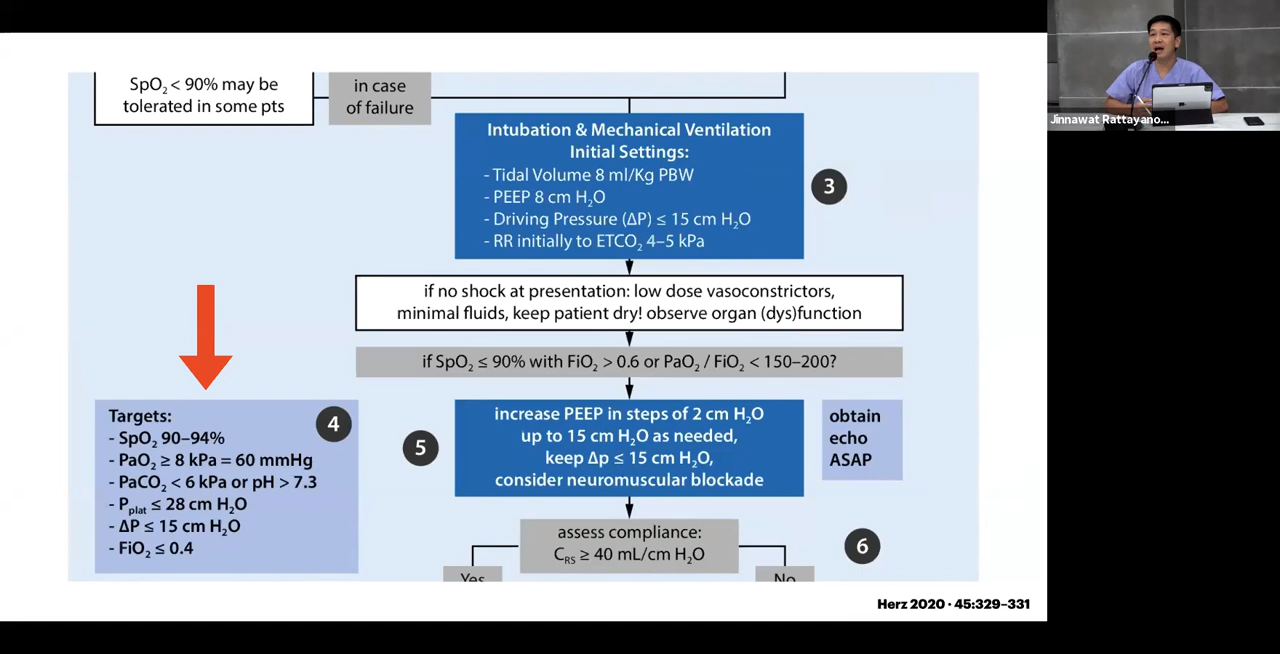 SpO₂ < 90% may be
tolerated in some pts
in case
of failure
Intubation & Mechanical Ventilation
Initial Settings:
- Tidal Volume 8 ml/Kg PBW
- PEEP 8 cm H₂O
- Driving Pressure (ΔP) ≤ 15 cm H₂O
- RR initially to ETCO₂ 4–5 kPa
3
if no shock at presentation: low dose vasoconstrictors,
minimal fluids, keep patient dry! observe organ (dys)function
if SpO₂ ≤ 90% with FiO₂ > 0.6 or PaO₂ / FiO₂ < 150–200?
Targets:
- SpO₂ 90–94%
- PaO₂ ≥ 8 kPa = 60 mmHg
- PaCO₂ < 6 kPa or pH > 7.3
- Pplat ≤ 28 cm H₂O
- ΔP ≤ 15 cm H₂O
- FiO₂ ≤ 0.4
4
5
increase PEEP in steps of 2 cm H₂O
up to 15 cm H₂O as needed,
keep Δp ≤ 15 cm H₂O,
consider neuromuscular blockade
obtain
echo
ASAP
assess compliance:
CRS ≥ 40 mL/cm H₂O
6
Yes
No
Herz 2020 · 45:329–331
Jinnawat Rattayano...